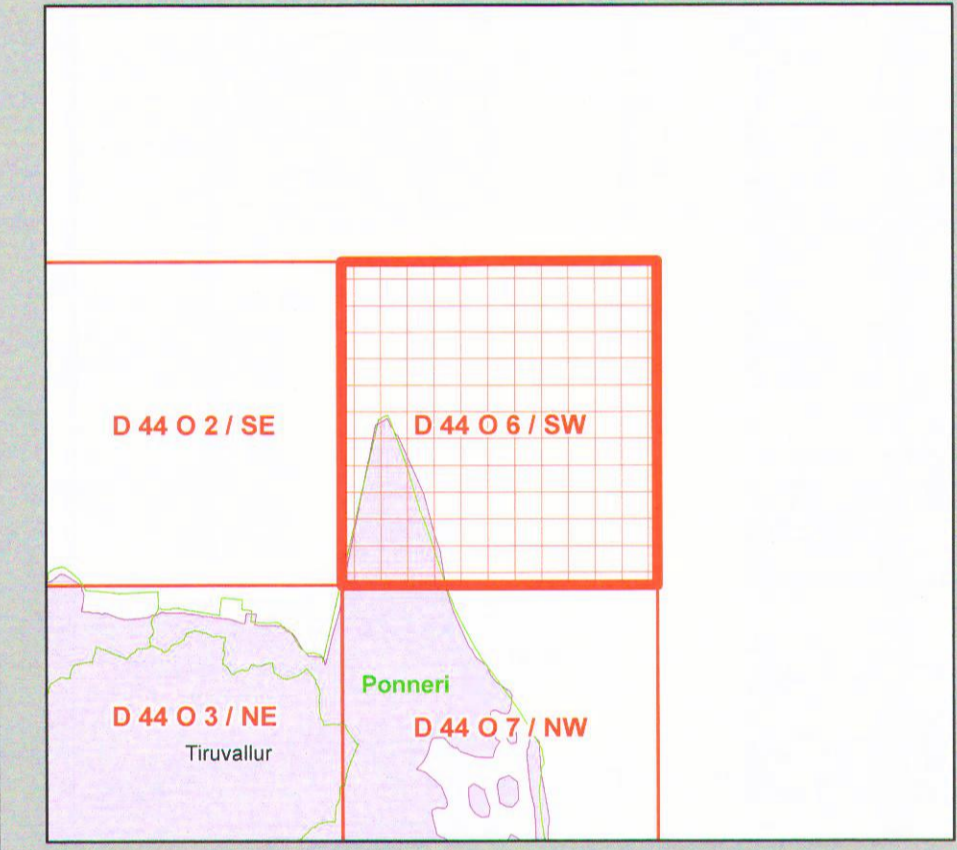 D 44 O 2 / SE
D 44 O 6 / SW
Ponneri
D 44 O 3 / NE
D 44 O 7 / NW
Tiruvallur